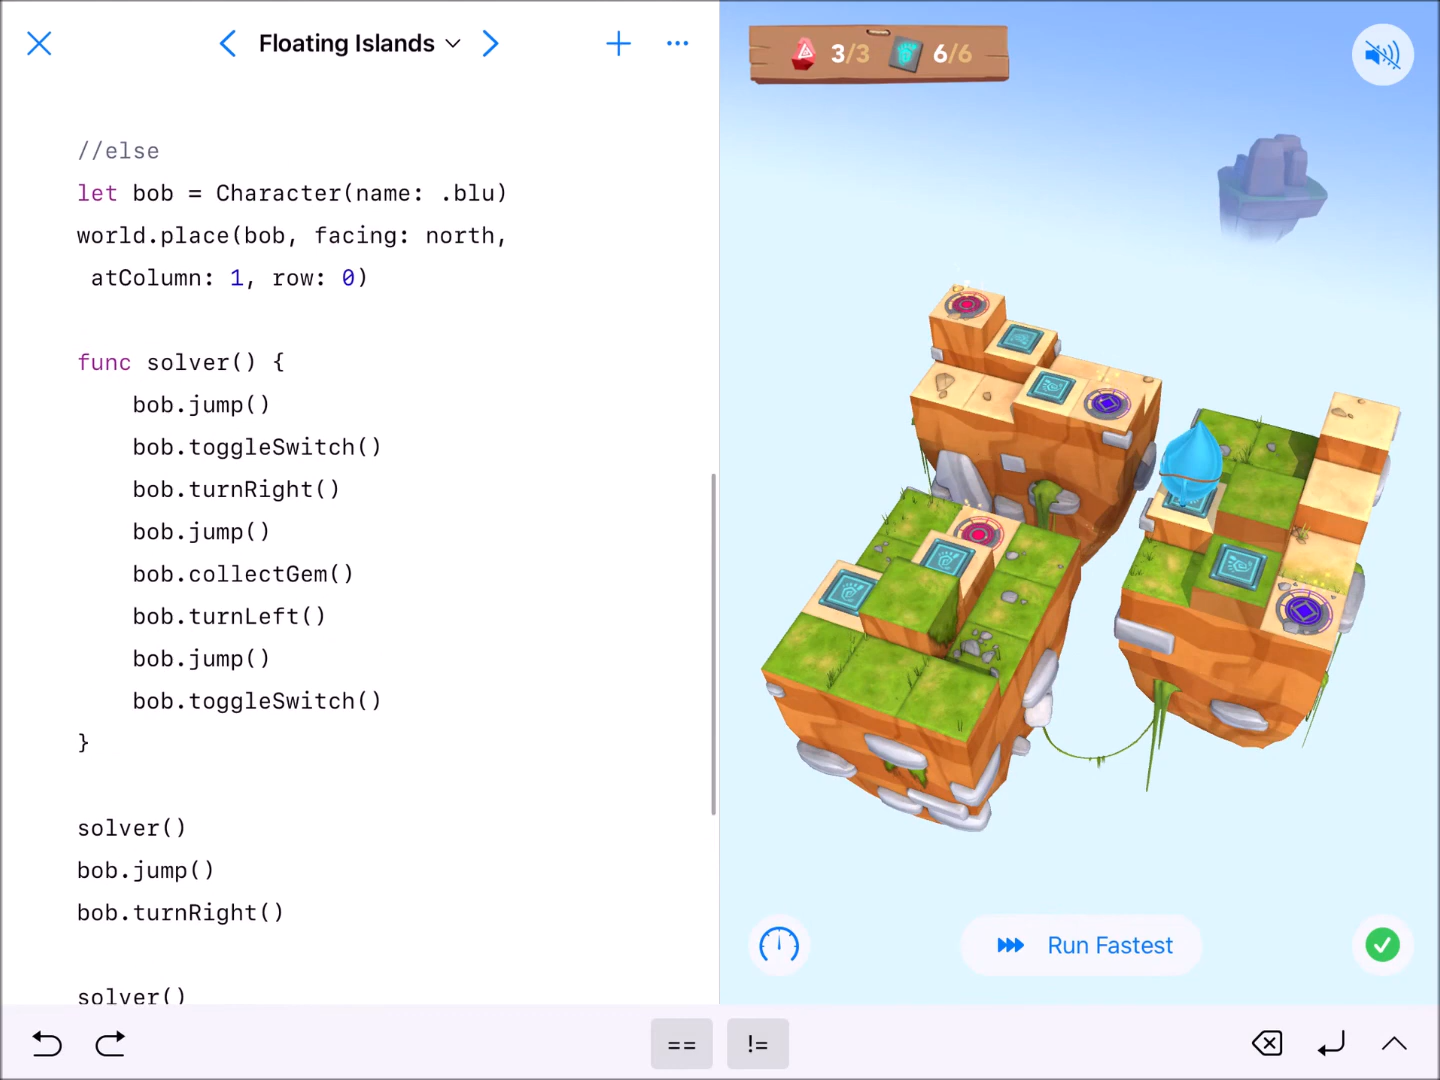 Floating Islands
//else
let bob = Character(name: .blu)
world.place(bob, facing: north,
atColumn: 1, row: 0)
func solver() {
bob.jump()
bob.toggleSwitch()
bob.turnRight()
bob.jump()
bob.collectGem()
bob.turnLeft()
bob.jump()
bob.toggleSwitch()
}
solver()
bob.jump()
bob.turnRight()
solver()
== !=
3/3 6/6
Run Fastest